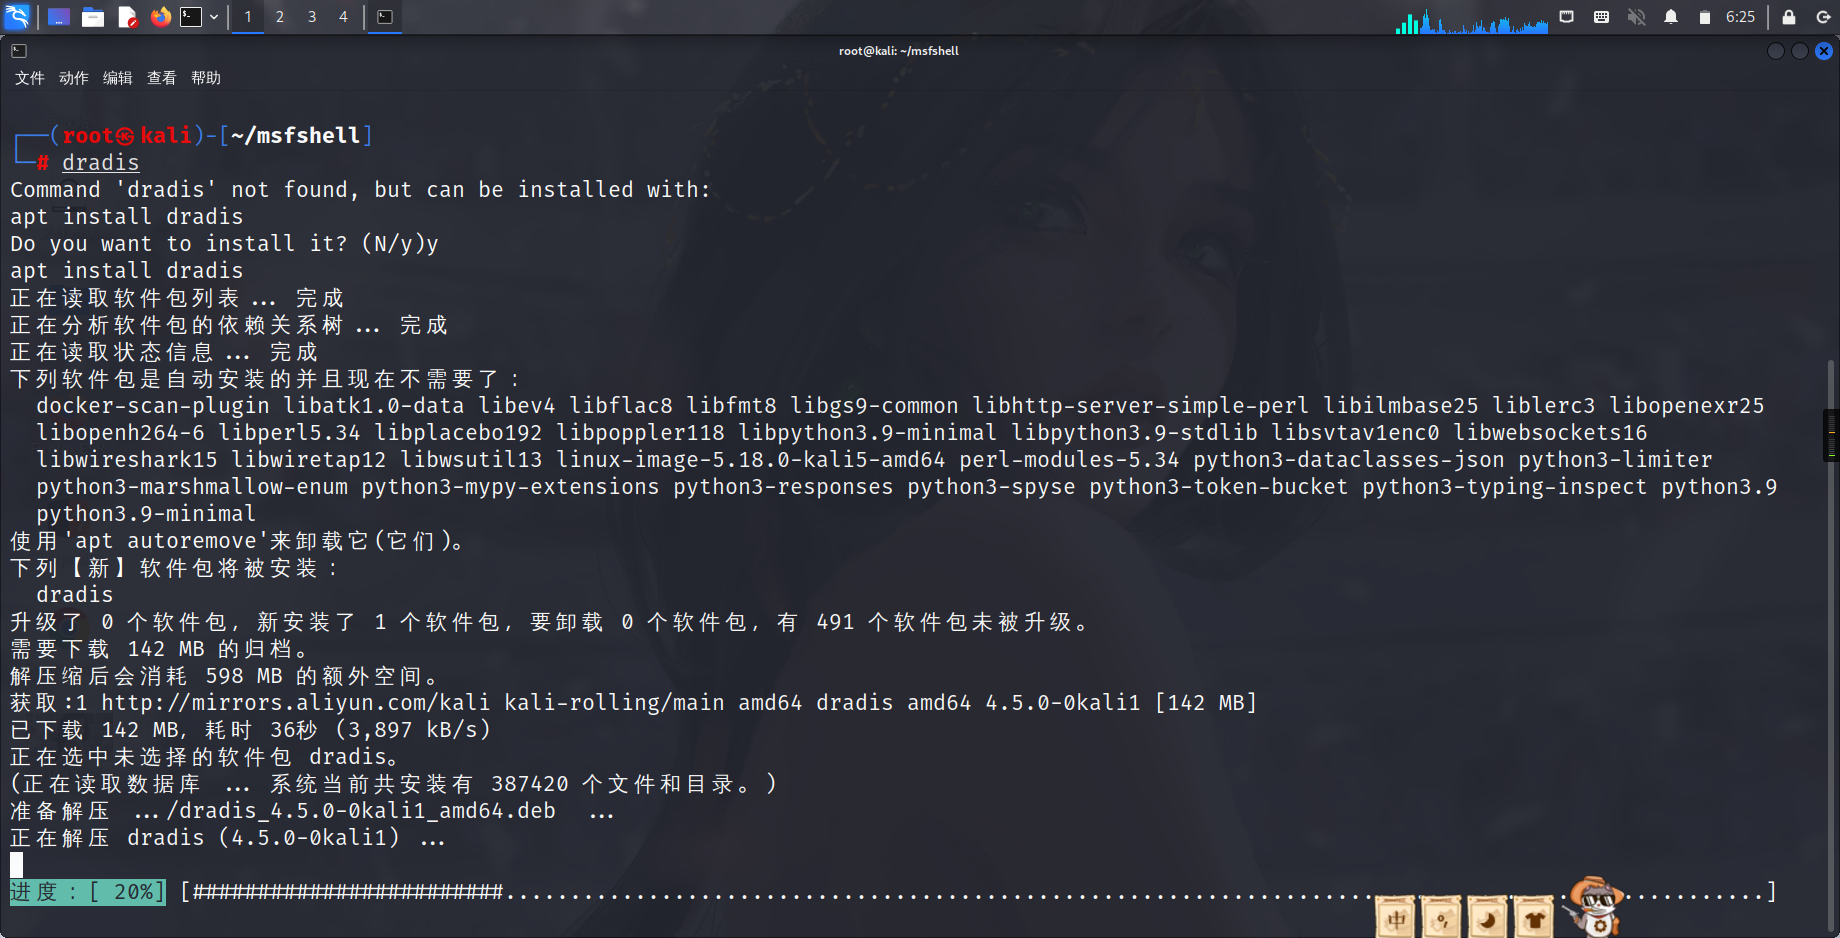 1 2 3 4 6:25
root@kali: ~/msfshell
文件 动作 编辑 查看 帮助
┌──(root㉿kali)-[~/msfshell]
└─# dradis
Command 'dradis' not found, but can be installed with:
apt install dradis
Do you want to install it? (N/y)y
apt install dradis
正在读取软件包列表... 完成
正在分析软件包的依赖关系树... 完成
正在读取状态信息... 完成
下列软件包是自动安装的并且现在不需要了：
docker-scan-plugin libatk1.0-data libev4 libflac8 libfmt8 libgs9-common libhttp-server-simple-perl libilmbase25 liblerc3 libopenexr25
libopenh264-6 libperl5.34 libplacebo192 libpoppler118 libpython3.9-minimal libpython3.9-stdlib libsvtav1enc0 libwebsockets16
libwireshark15 libwiretap12 libwsutil13 linux-image-5.18.0-kali5-amd64 perl-modules-5.34 python3-dataclasses-json python3-limiter
python3-marshmallow-enum python3-mypy-extensions python3-responses python3-spyse python3-token-bucket python3-typing-inspect python3.9
python3.9-minimal
使用'apt autoremove'来卸载它(它们)。
下列【新】软件包将被安装：
dradis
升级了 0 个软件包，新安装了 1 个软件包，要卸载 0 个软件包，有 491 个软件包未被升级。
需要下载 142 MB 的归档。
解压缩后会消耗 598 MB 的额外空间。
获取:1 http://mirrors.aliyun.com/kali kali-rolling/main amd64 dradis amd64 4.5.0-0kali1 [142 MB]
已下载 142 MB，耗时 36秒 (3,897 kB/s)
正在选中未选择的软件包 dradis。
(正在读取数据库 ... 系统当前共安装有 387420 个文件和目录。)
准备解压 .../dradis_4.5.0-0kali1_amd64.deb ...
正在解压 dradis (4.5.0-0kali1) ...
进度：[ 20%] [########################.................................................................................................]
中